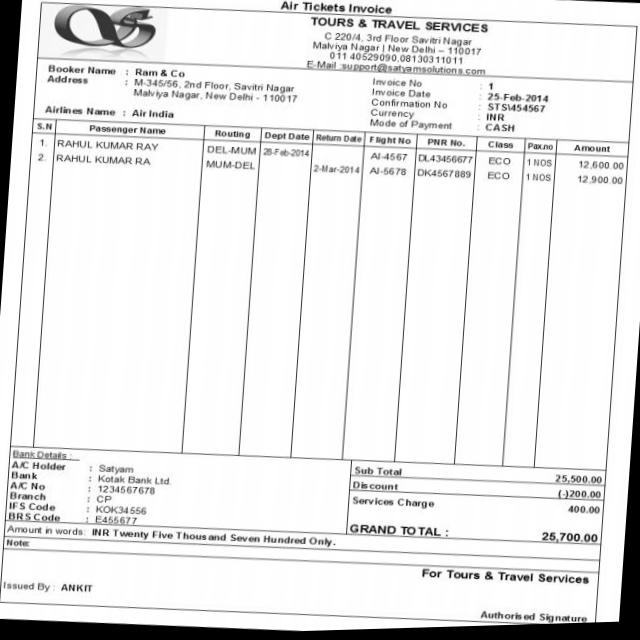 Air Tickets Invoice
TOURS & TRAVEL SERVICES
C 220/4, 3rd Floor Savitri Nagar
Malviya Nagar | New Delhi - 110017
011 40529090,08130311011
E-Mail :support@satyamsolutions.com
Booker Name : Ram & Co
Address : M-345/56, 2nd Floor, Savitri Nagar
Malviya Nagar, New Delhi - 110017
Airlines Name : Air India
Invoice No : 1
Invoice Date : 25-Feb-2014
Confirmation No : STS\454567
Currency : INR
Mode of Payment : CASH
S.N Passenger Name Routing Dept Date Return Date Flight No PNR No. Class Pax.no Amount
1. RAHUL KUMAR RAY DEL-MUM 28-Feb-2014 AI-4567 DL43456677 ECO 1 NOS 12,600.00
2. RAHUL KUMAR RA MUM-DEL 2-Mar-2014 AI-5678 DK4567889 ECO 1 NOS 12,900.00
Bank Details :
A/C Holder : Satyam
Bank : Kotak Bank Ltd.
A/C No : 1234567678
Branch : CP
IFS Code : KOK34556
BRS Code : E455677
Sub Total 25,500.00
Discount (-)200.00
Services Charge 400.00
GRAND TOTAL : 25,700.00
Amount in words: INR Twenty Five Thousand Seven Hundred Only.
Note:
For Tours & Travel Services
Issued By : ANKIT
Authorised Signature